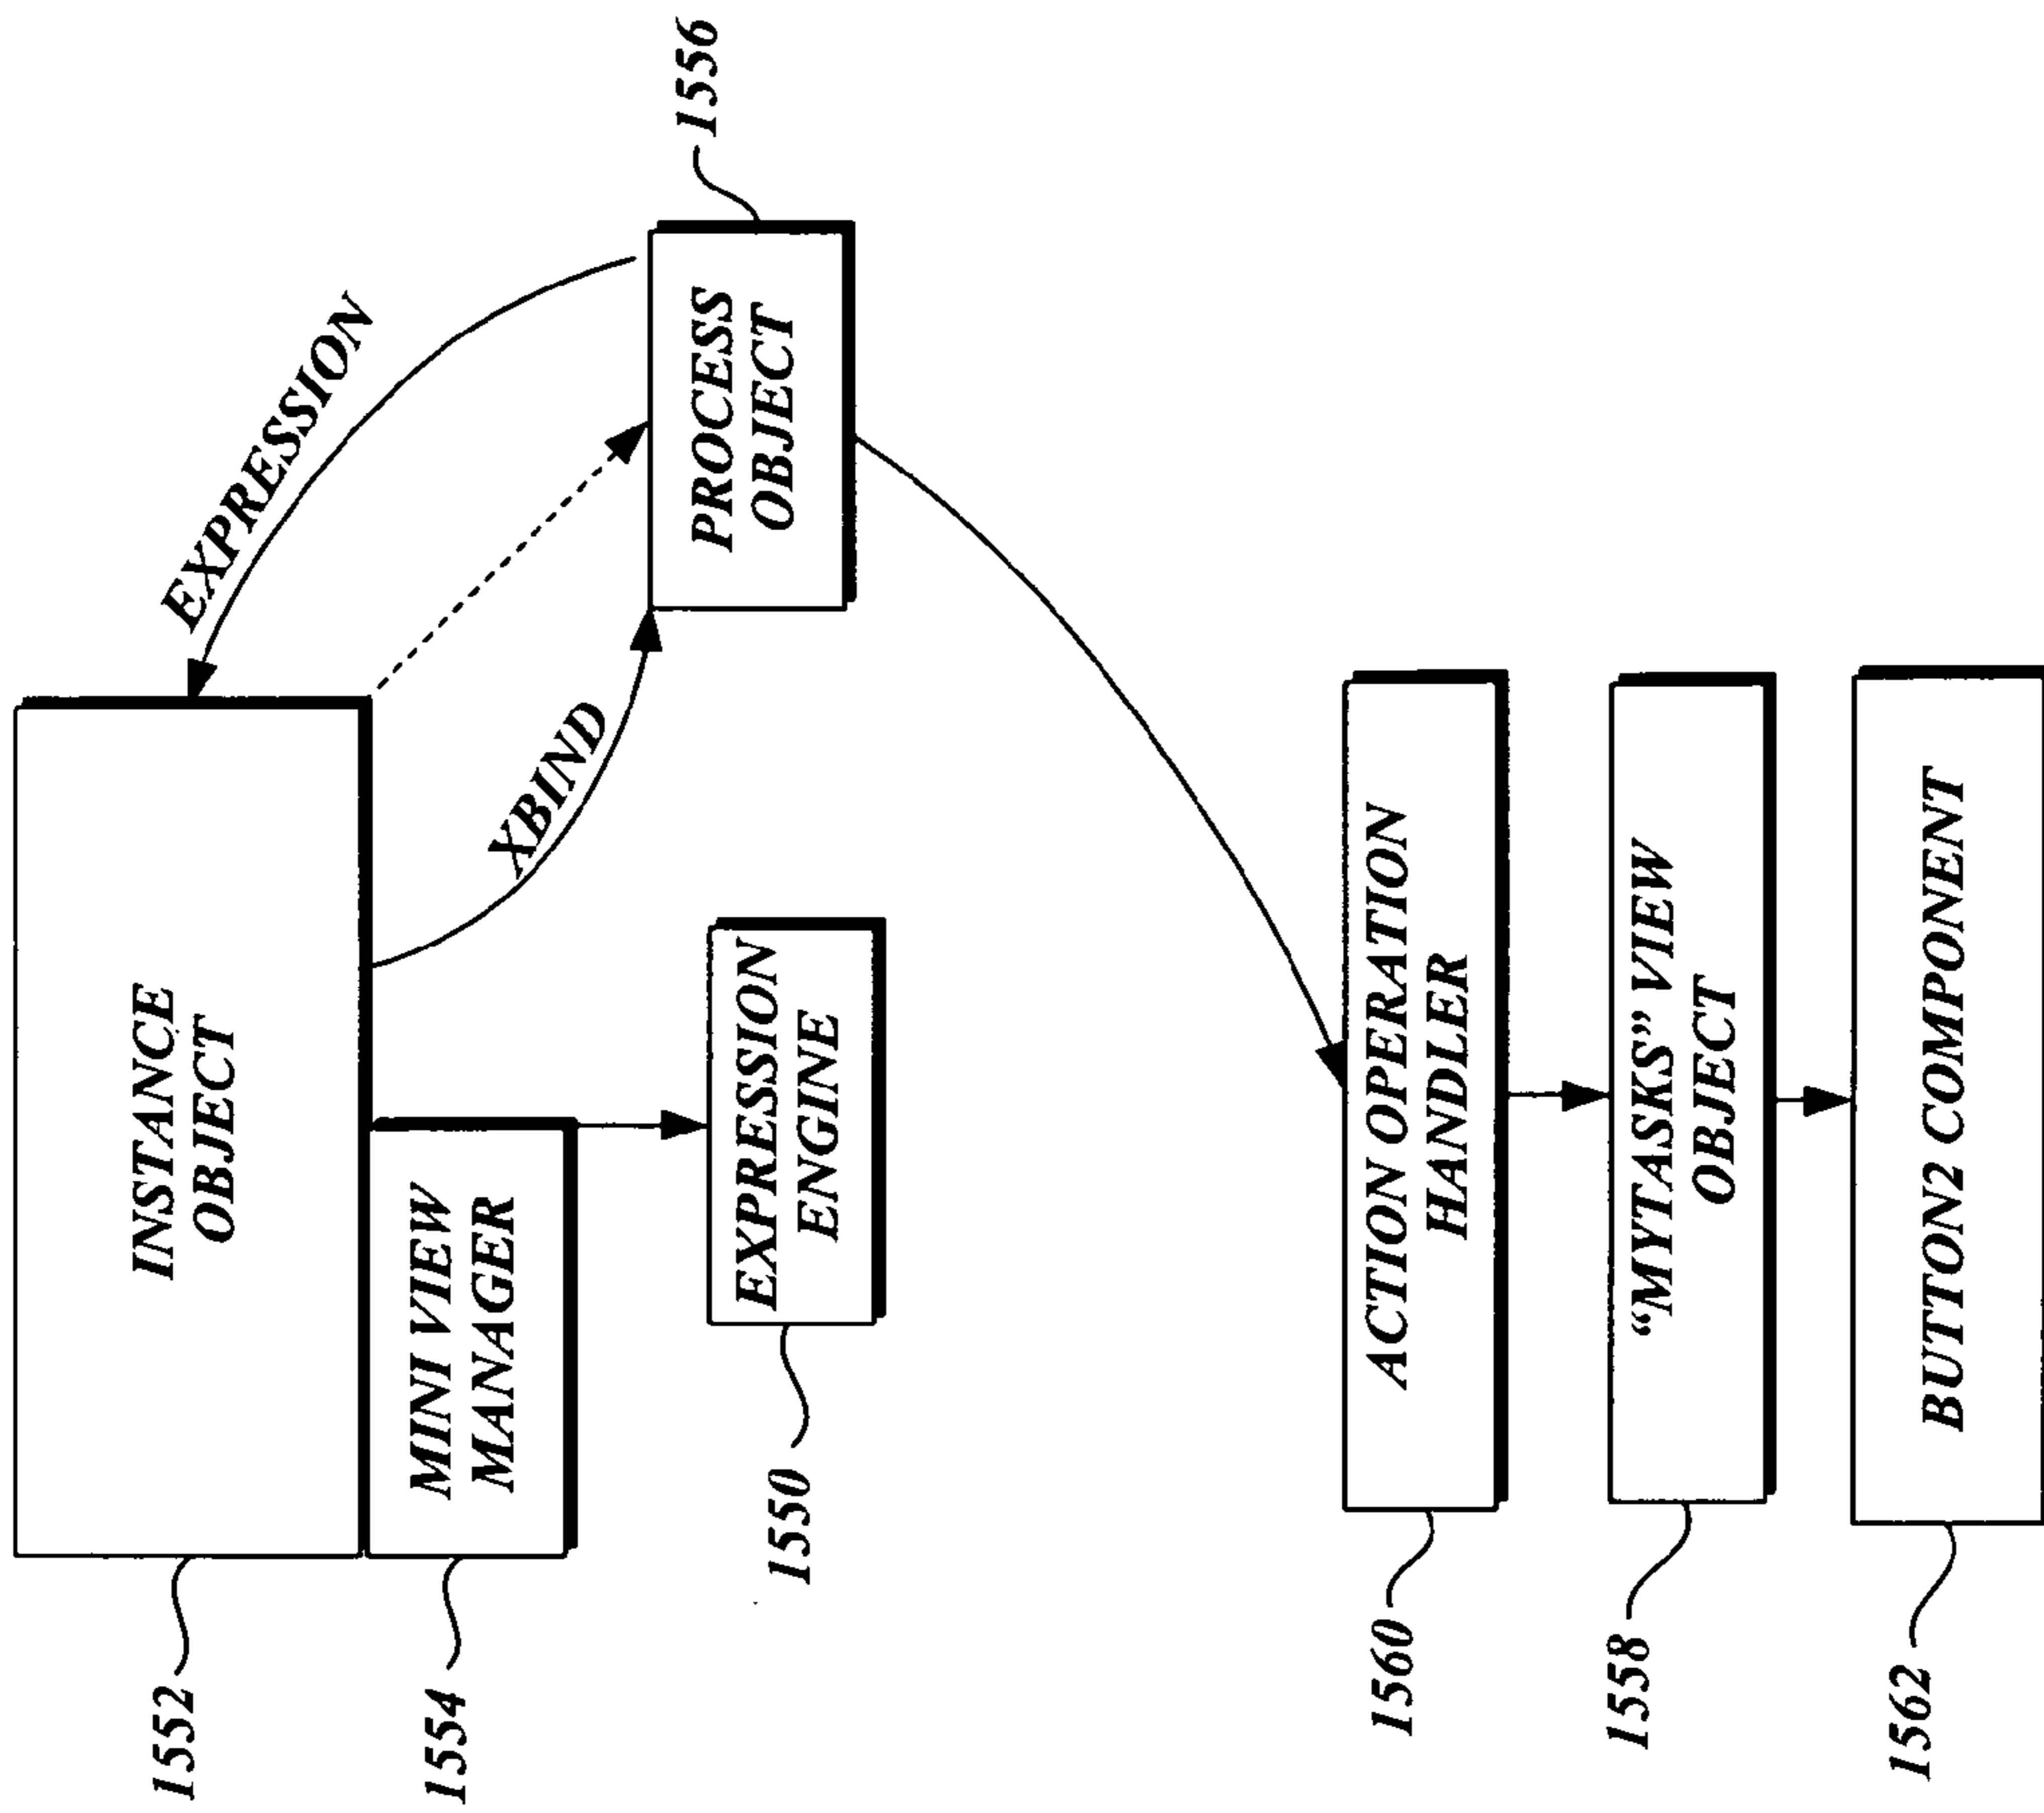 1552
INSTANCE
OBJECT
1554
MINI VIEW
MANAGER
EXPRESSION
XBIND
1556
PROCESS
OBJECT
1550
EXPRESSION
ENGINE
1560
ACTION OPERATION
HANDLER
1558
“MYTASKS” VIEW
OBJECT
1562
BUTTON2 COMPONENT